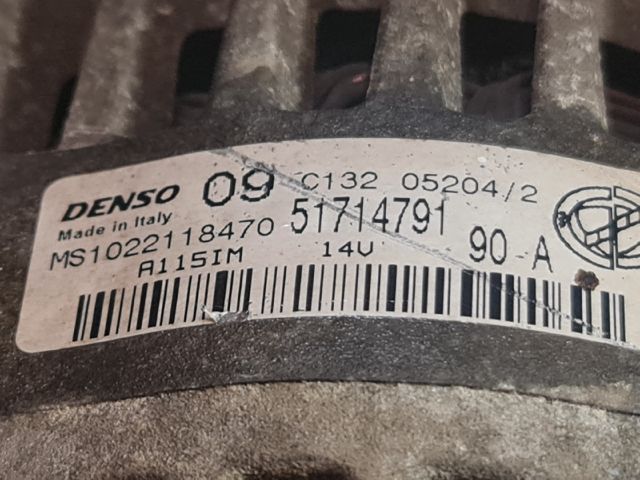 DENSO 09 C132 05204/2
Made in Italy
MS1022118470 51714791 90-A
A115IM 14V